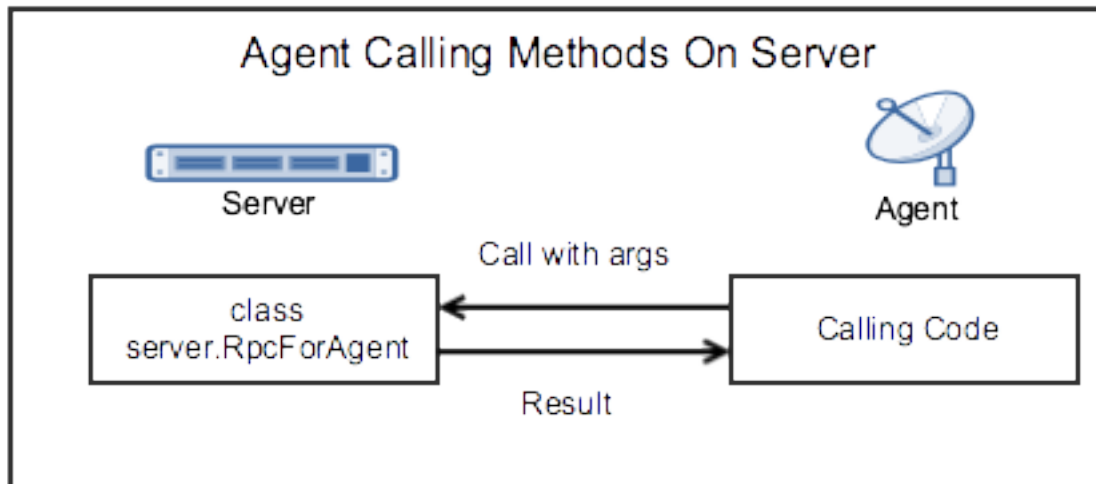 Agent Calling Methods On Server
Server
Agent
Call with args
class
server.RpcForAgent
Calling Code
Result